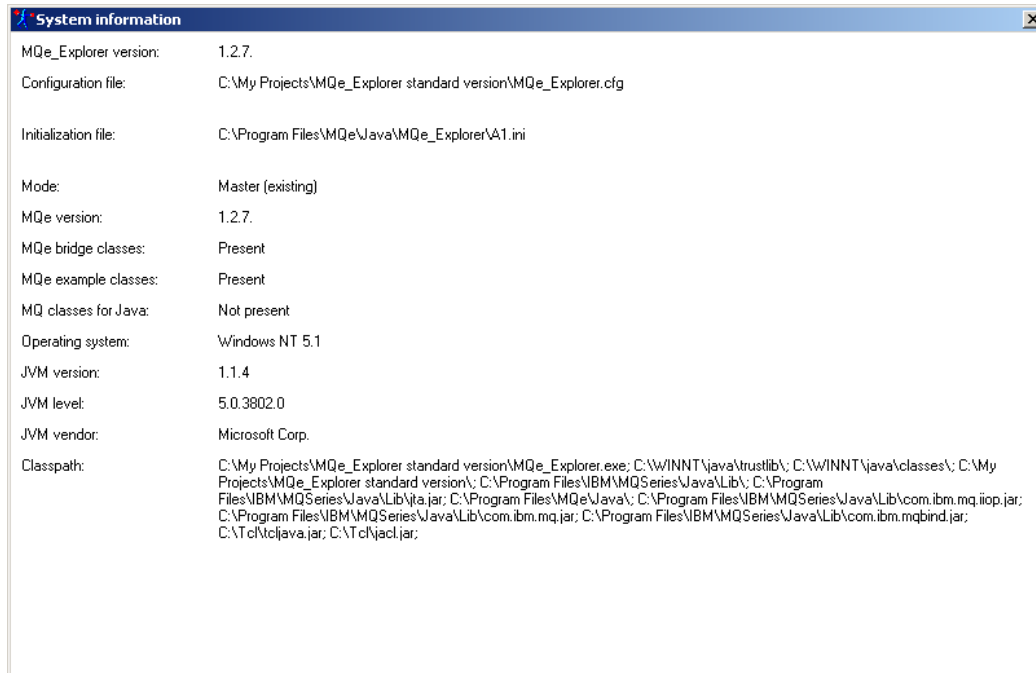 System information
MQe_Explorer version: 1.2.7.
Configuration file: C:\My Projects\MQe_Explorer standard version\MQe_Explorer.cfg
Initialization file: C:\Program Files\MQe\Java\MQe_Explorer\A1.ini
Mode: Master (existing)
MQe version: 1.2.7.
MQe bridge classes: Present
MQe example classes: Present
MQ classes for Java: Not present
Operating system: Windows NT 5.1
JVM version: 1.1.4
JVM level: 5.0.3802.0
JVM vendor: Microsoft Corp.
Classpath: C:\My Projects\MQe_Explorer standard version\MQe_Explorer.exe; C:\WINNT\java\trustlib\; C:\WINNT\java\classes\; C:\My
Projects\MQe_Explorer standard version\; C:\Program Files\IBM\MQSeries\Java\Lib\; C:\Program
Files\IBM\MQSeries\Java\Lib\jta.jar; C:\Program Files\MQe\Java\; C:\Program Files\IBM\MQSeries\Java\Lib\com.ibm.mq.iiop.jar;
C:\Program Files\IBM\MQSeries\Java\Lib\com.ibm.mq.jar; C:\Program Files\IBM\MQSeries\Java\Lib\com.ibm.mqbind.jar;
C:\Tcl\tcljava.jar; C:\Tcl\jacl.jar;